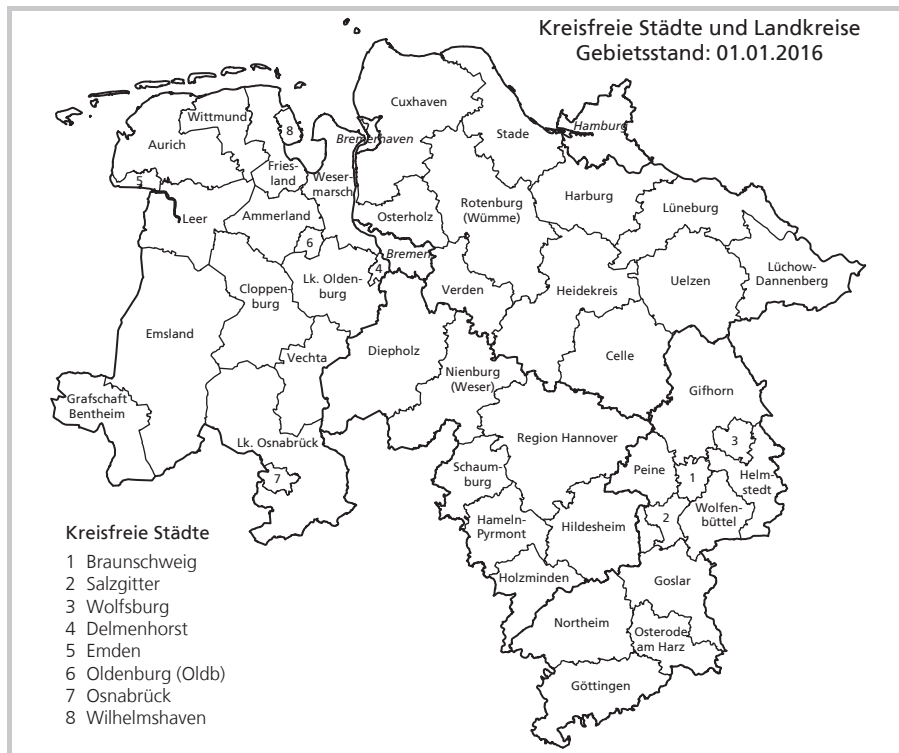 Kreisfreie Städte und Landkreise
Gebietsstand: 01.01.2016
Cuxhaven
Wittmund
8
Bremerhaven
Stade
Hamburg
Aurich
5
Fries-
land
Weser-
marsch
Leer
Ammerland
Osterholz
Rotenburg
(Wümme)
Harburg
Lüneburg
6
Bremen
4
Lk. Olden-
burg
Cloppen-
burg
Verden
Heidekreis
Uelzen
Lüchow-
Dannenberg
Emsland
Vechta
Diepholz
Nienburg
(Weser)
Celle
Gifhorn
Grafschaft
Bentheim
Lk. Osnabrück
7
Region Hannover
Schaum-
burg
Peine
3
1
Helm-
stedt
2
Wolfen-
büttel
Hameln-
Pyrmont
Hildesheim
Holzminden
Goslar
Northeim
Osterode
am Harz
Göttingen
Kreisfreie Städte
1 Braunschweig
2 Salzgitter
3 Wolfsburg
4 Delmenhorst
5 Emden
6 Oldenburg (Oldb)
7 Osnabrück
8 Wilhelmshaven